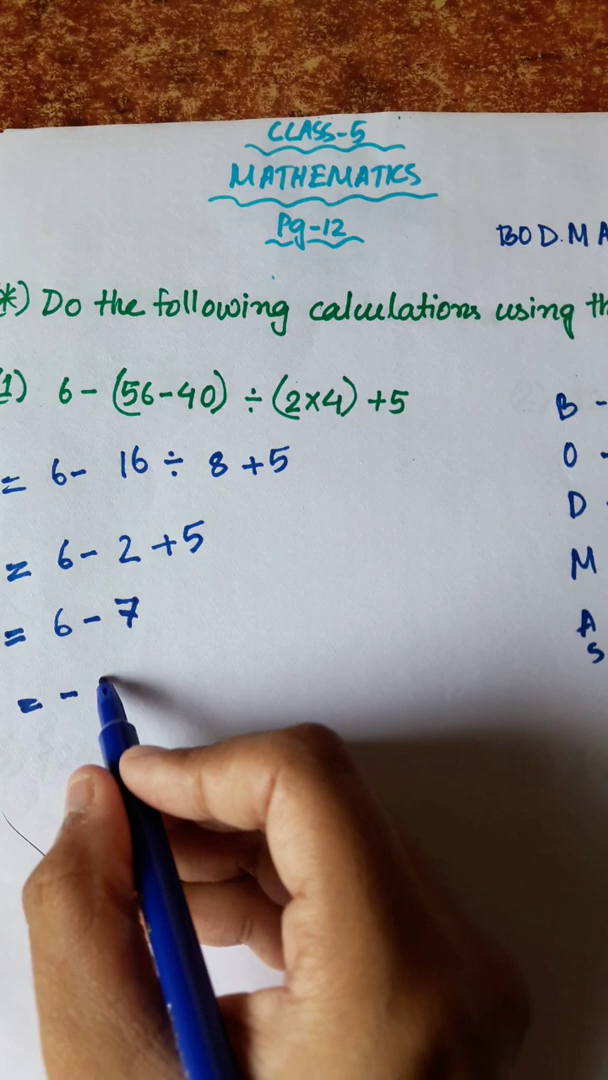 CLASS-5
MATHEMATICS
Pg-12
BODMA
*) Do the following calculations using th
1) 6-(56-40)÷(2×4)+5
= 6- 16 ÷ 8 +5
= 6- 2 +5
= 6-7
= -
B -
O -
D -
M
A
S